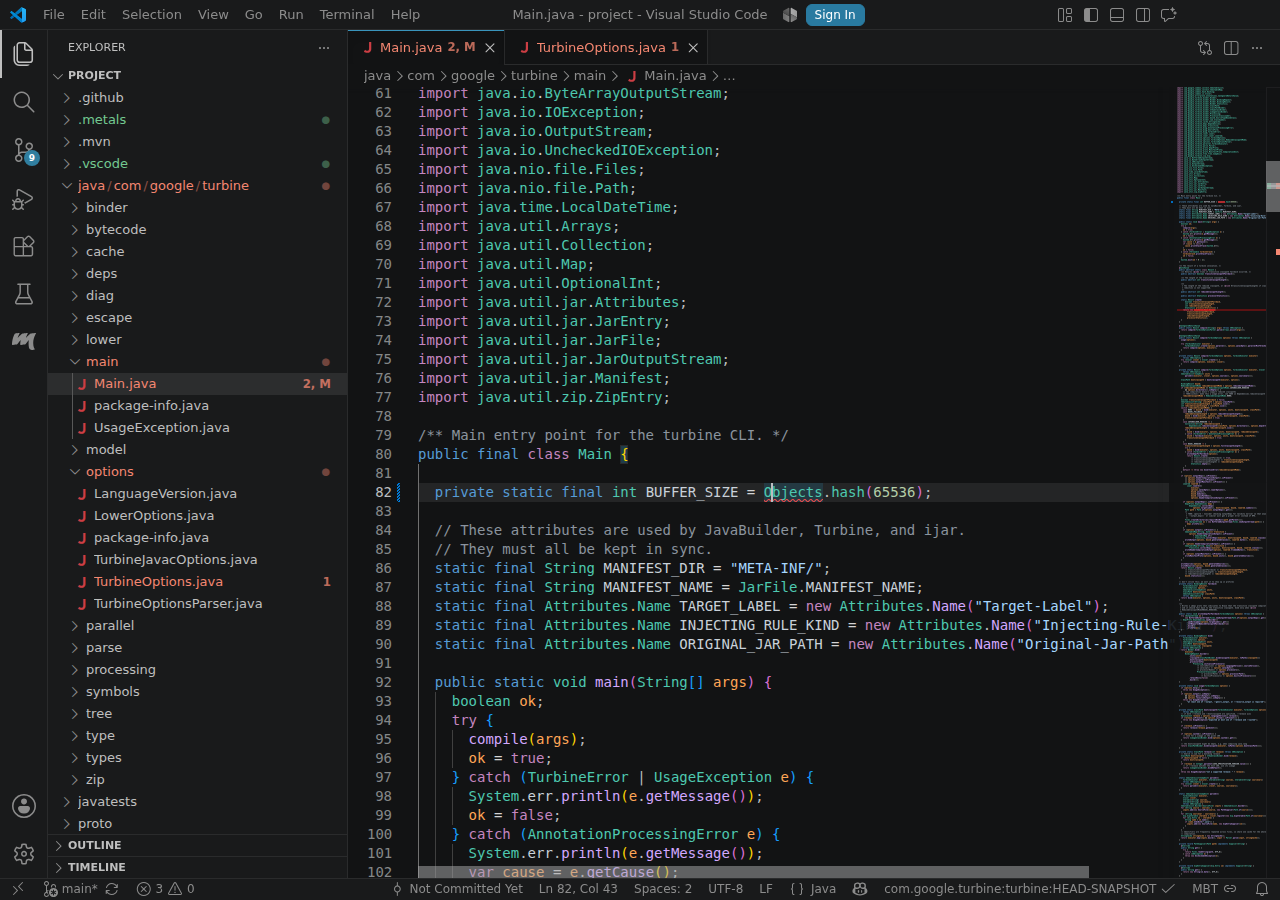 File Edit Selection View Go Run Terminal Help
Main.java - project - Visual Studio Code
Sign In
EXPLORER
PROJECT
.github
.metals
.mvn
.vscode
java/com/google/turbine
binder
bytecode
cache
deps
diag
escape
lower
main
Main.java 2, M
package-info.java
UsageException.java
model
options
LanguageVersion.java
LowerOptions.java
package-info.java
TurbineJavacOptions.java
TurbineOptions.java 1
TurbineOptionsParser.java
parallel
parse
processing
symbols
tree
type
types
zip
javatests
proto
OUTLINE
TIMELINE
9
Main.java 2, M
TurbineOptions.java 1
java > com > google > turbine > main > Main.java > ...
61 import java.io.ByteArrayOutputStream;
62 import java.io.IOException;
63 import java.io.OutputStream;
64 import java.io.UncheckedIOException;
65 import java.nio.file.Files;
66 import java.nio.file.Path;
67 import java.time.LocalDateTime;
68 import java.util.Arrays;
69 import java.util.Collection;
70 import java.util.Map;
71 import java.util.OptionalInt;
72 import java.util.jar.Attributes;
73 import java.util.jar.JarEntry;
74 import java.util.jar.JarFile;
75 import java.util.jar.JarOutputStream;
76 import java.util.jar.Manifest;
77 import java.util.zip.ZipEntry;
78
79 /** Main entry point for the turbine CLI. */
80 public final class Main {
81
82 private static final int BUFFER_SIZE = Objects.hash(65536);
83
84 // These attributes are used by JavaBuilder, Turbine, and ijar.
85 // They must all be kept in sync.
86 static final String MANIFEST_DIR = "META-INF/";
87 static final String MANIFEST_NAME = JarFile.MANIFEST_NAME;
88 static final Attributes.Name TARGET_LABEL = new Attributes.Name("Target-Label");
89 static final Attributes.Name INJECTING_RULE_KIND = new Attributes.Name("Injecting-Rule-
90 static final Attributes.Name ORIGINAL_JAR_PATH = new Attributes.Name("Original-Jar-Path
91
92 public static void main(String[] args) {
93 boolean ok;
94 try {
95 compile(args);
96 ok = true;
97 } catch (TurbineError | UsageException e) {
98 System.err.println(e.getMessage());
99 ok = false;
100 } catch (AnnotationProcessingError e) {
101 System.err.println(e.getMessage());
102 var cause = e.getCause();
main* 3 0 Not Committed Yet Ln 82, Col 43 Spaces: 2 UTF-8 LF { } Java com.google.turbine:turbine:HEAD-SNAPSHOT MBT